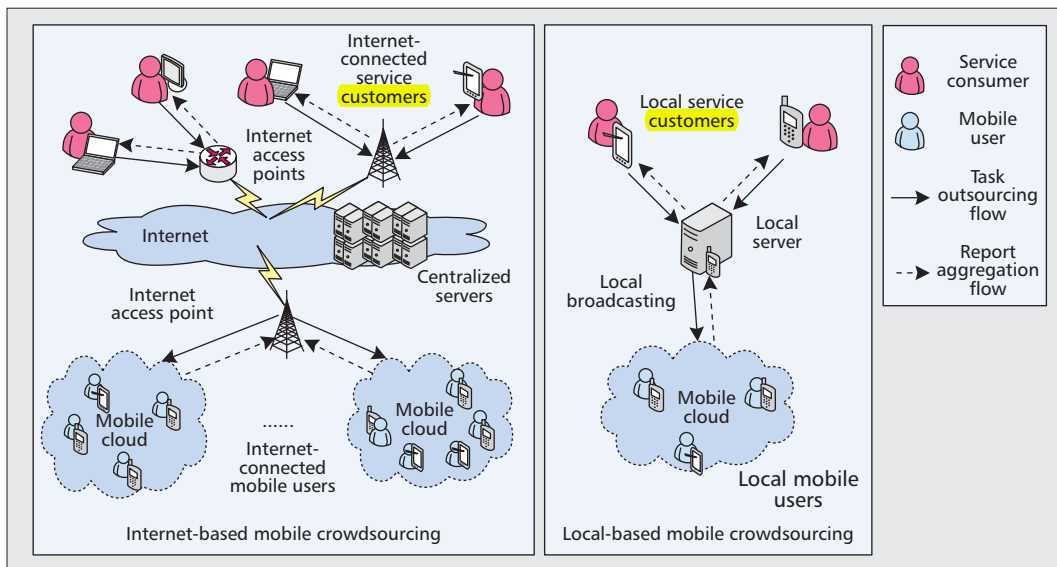 Internet-
connected
service
customers
Internet
access
points
Internet
Centralized
servers
Internet
access point
Mobile
cloud
......
Mobile
cloud
Internet-
connected
mobile users
Internet-based mobile crowdsourcing
Local service
customers
Local
server
Local
broadcasting
Mobile
cloud
Local mobile
users
Local-based mobile crowdsourcing
Service
consumer
Mobile
user
Task
outsourcing
flow
Report
aggregation
flow